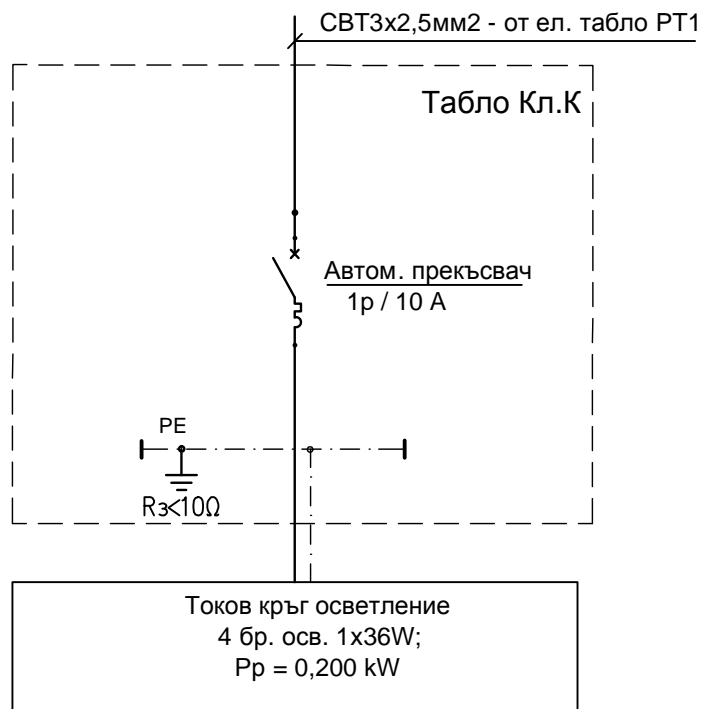 СВТ3х2,5мм2 - от ел. табло РТ1
Табло Кл.К
Автом. прекъсвач
1р / 10 А
PE
Rз<10Ω
Токов кръг осветление
4 бр. осв. 1х36W;
Рр = 0,200 kW